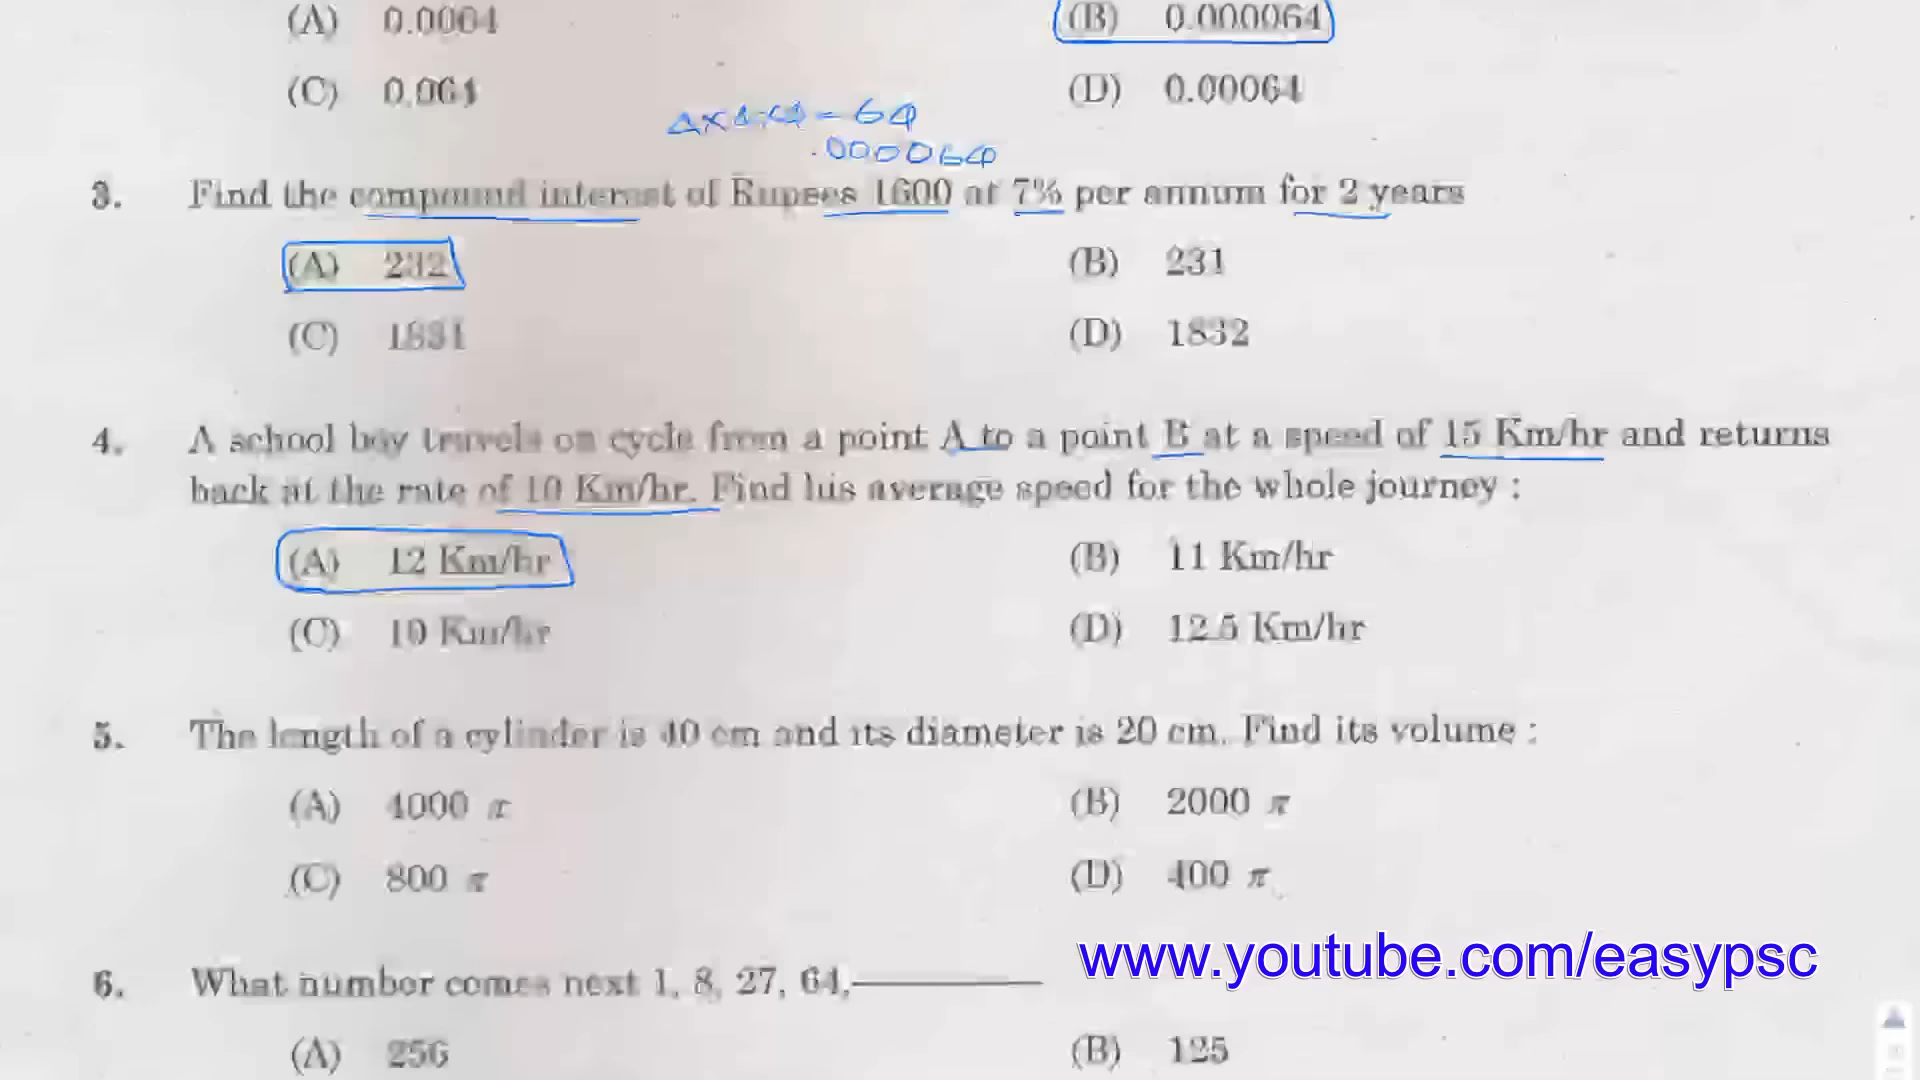 (A) 0.0064 (B) 0.000064
(C) 0.064 (D) 0.00064
4×4×4=64
.000064
3. Find the compound interest of Rupees 1600 at 7% per annum for 2 years
(A) 232 (B) 231
(C) 1831 (D) 1832
4. A school boy travels on cycle from a point A to a point B at a speed of 15 Km/hr and returns
back at the rate of 10 Km/hr. Find his average speed for the whole journey :
(A) 12 Km/hr (B) 11 Km/hr
(C) 10 Km/hr (D) 12.5 Km/hr
5. The length of a cylinder is 40 cm and its diameter is 20 cm. Find its volume :
(A) 4000 π (B) 2000 π
(C) 800 π (D) 400 π
www.youtube.com/easypsc
6. What number comes next 1, 8, 27, 64,
(A) 256 (B) 125